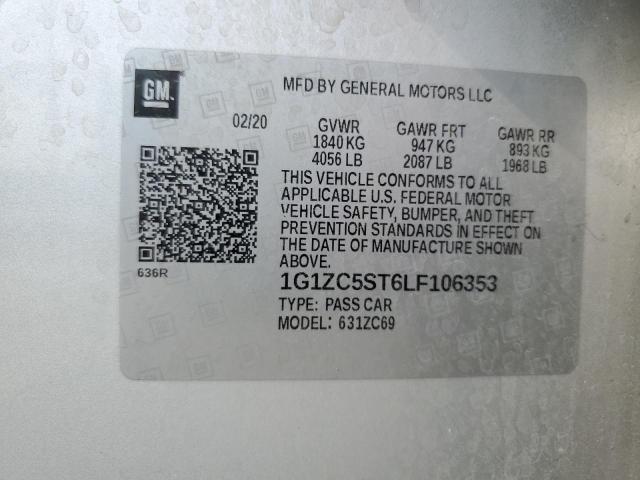 GM
MFD BY GENERAL MOTORS LLC
02/20 GVWR GAWR FRT GAWR RR
1840 KG 947 KG 893 KG
4056 LB 2087 LB 1968 LB
THIS VEHICLE CONFORMS TO ALL
APPLICABLE U.S. FEDERAL MOTOR
VEHICLE SAFETY, BUMPER, AND THEFT
PREVENTION STANDARDS IN EFFECT ON
THE DATE OF MANUFACTURE SHOWN
ABOVE.
636R
1G1ZC5ST6LF106353
TYPE: PASS CAR
MODEL: 631ZC69